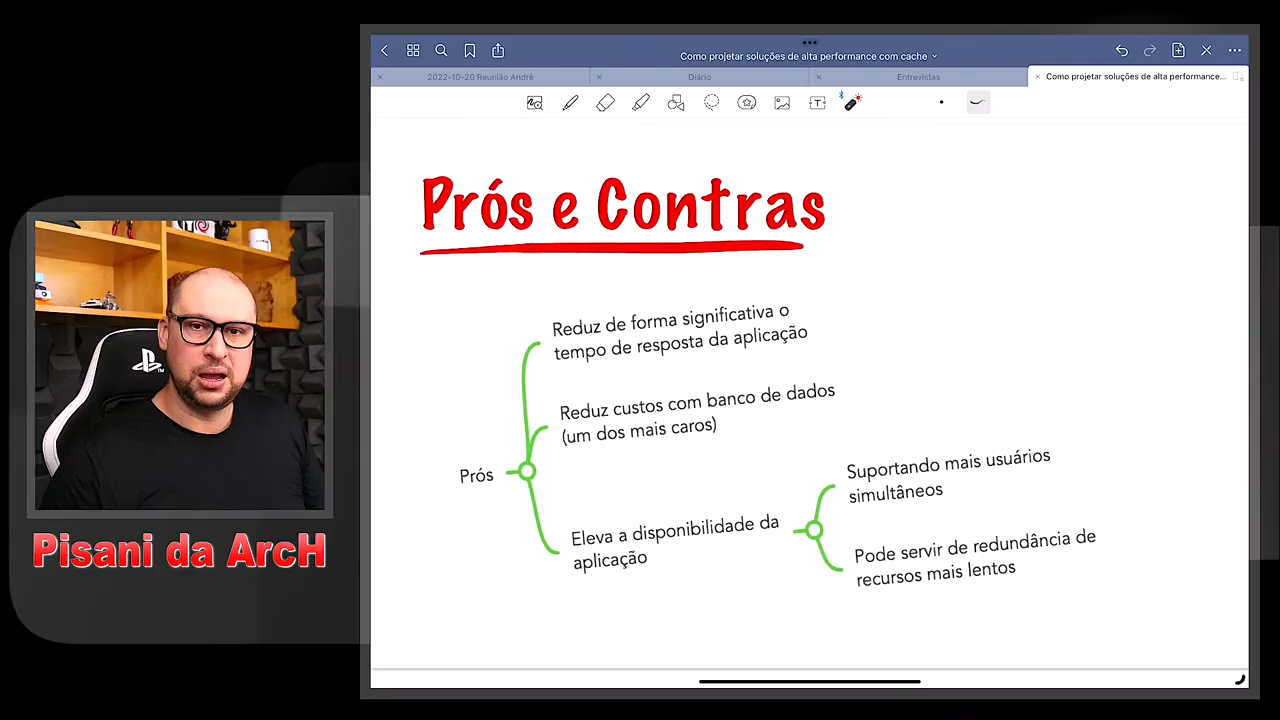 Como projetar soluções de alta performance com cache
2022-10-20 Reunião André
Diário
Entrevistas
Como projetar soluções de alta performance...
Prós e Contras
Reduz de forma significativa o
tempo de resposta da aplicação
Reduz custos com banco de dados
(um dos mais caros)
Prós
Eleva a disponibilidade da
aplicação
Suportando mais usuários
simultâneos
Pode servir de redundância de
recursos mais lentos
Pisani da ArcH